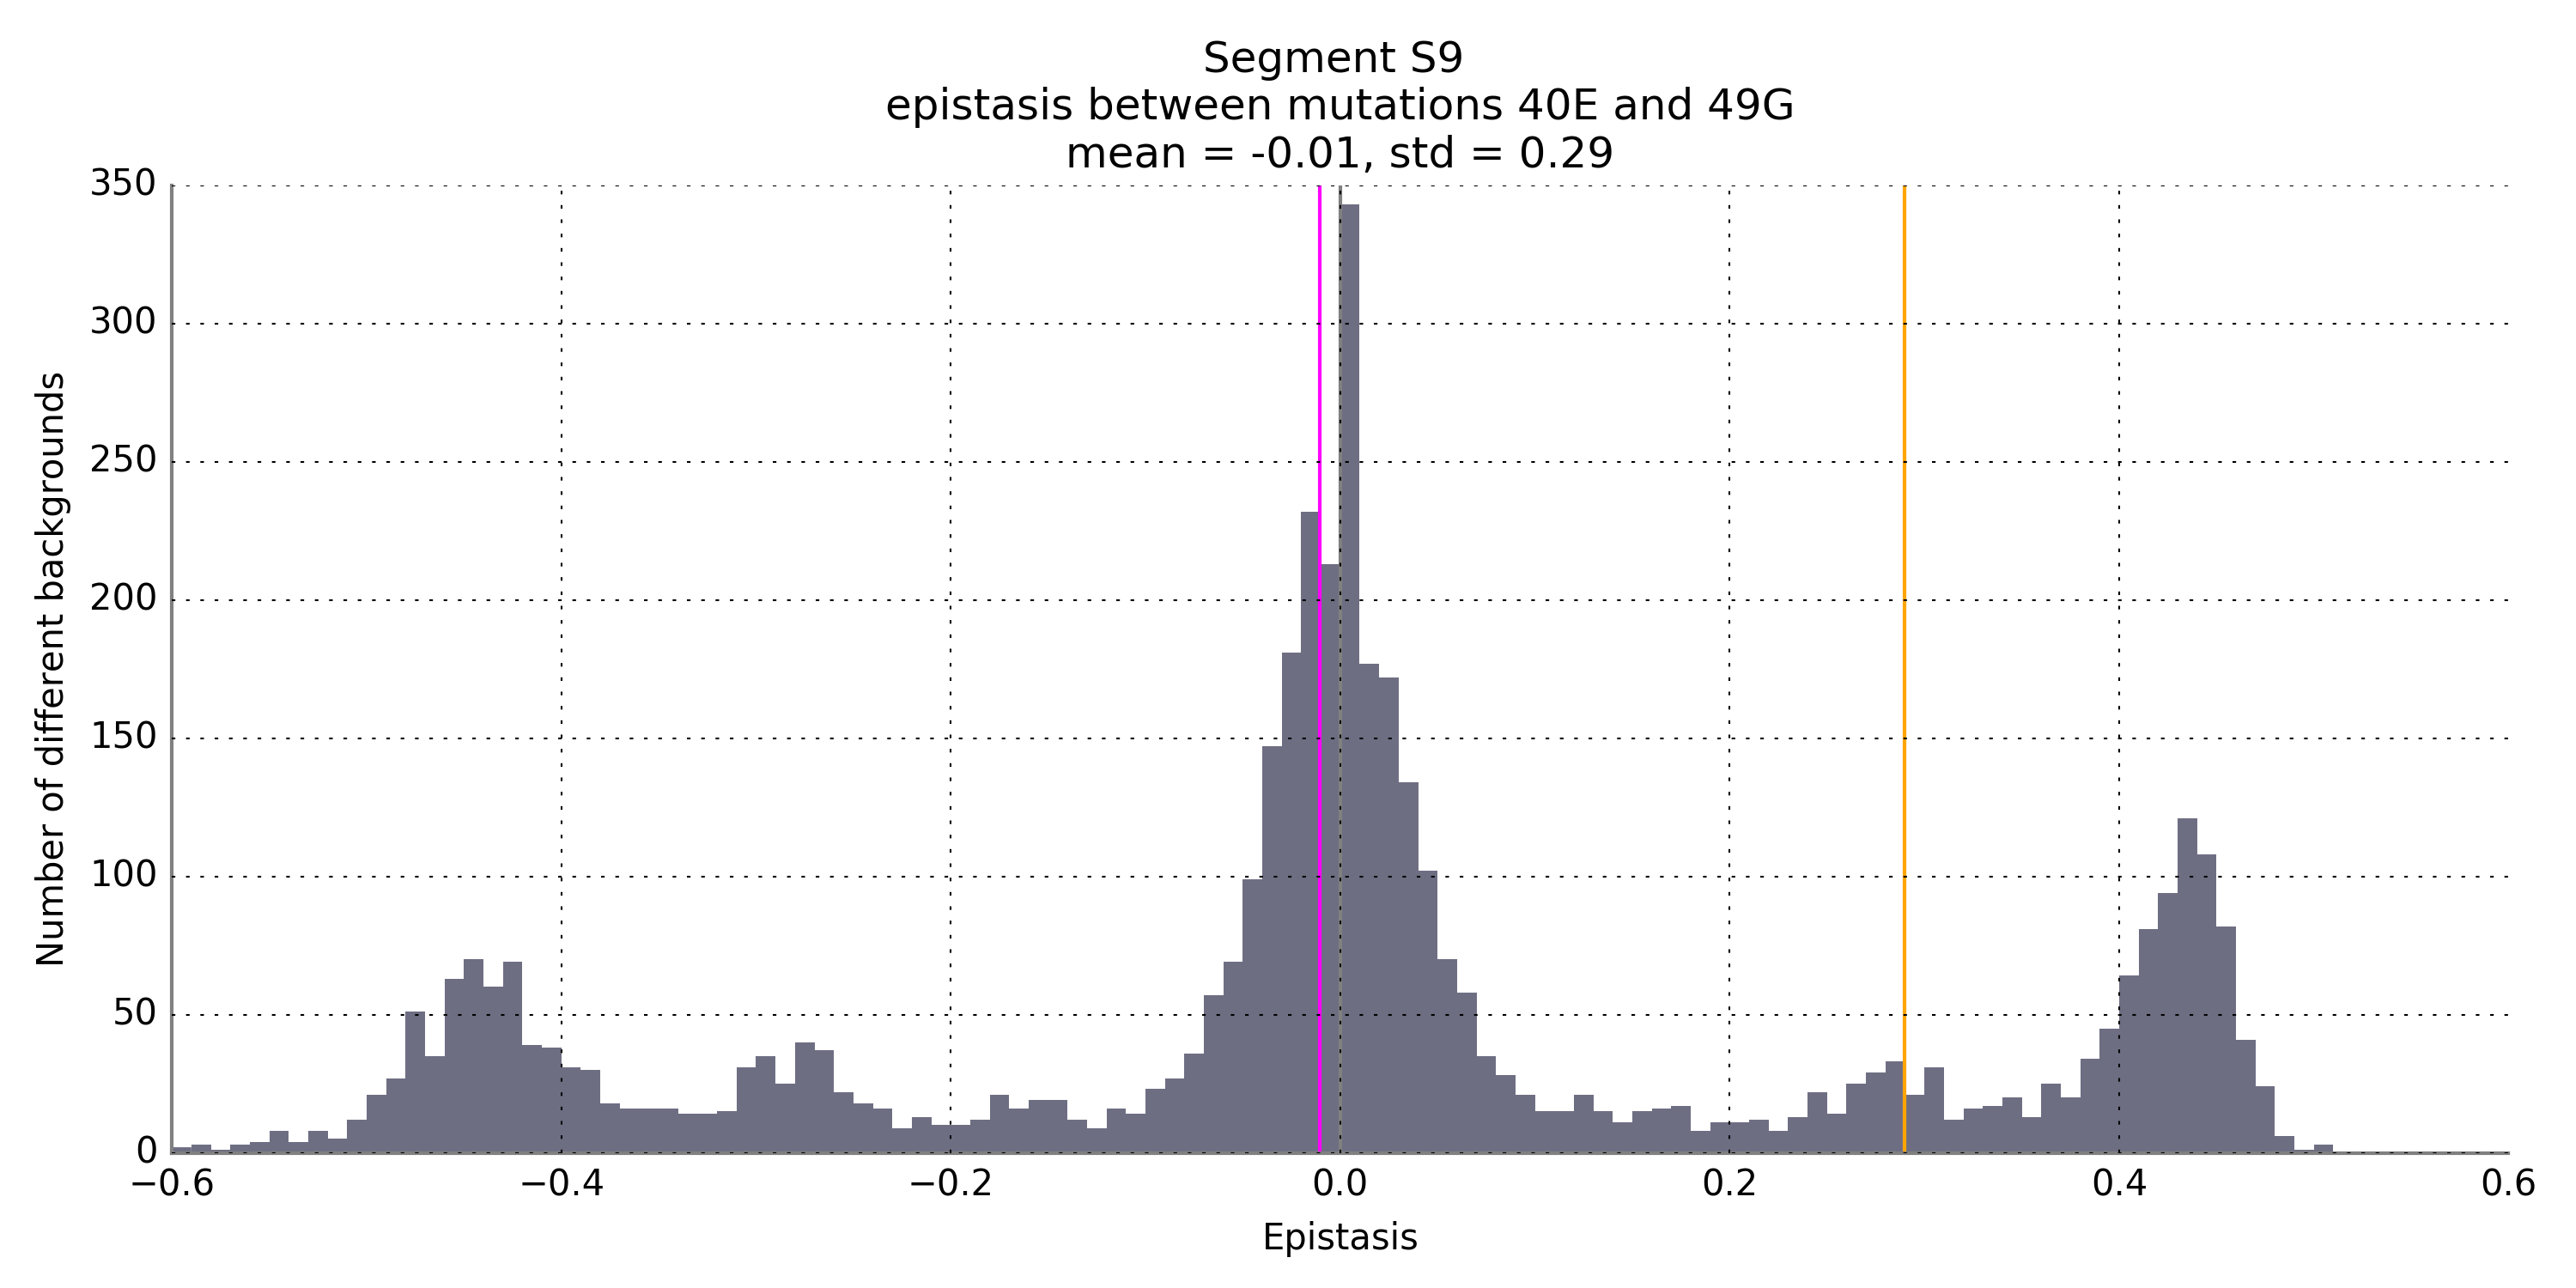 Segment S9
epistasis between mutations 40E and 49G
mean = -0.01, std = 0.29
350
300
250
200
150
100
50
0
Number of different backgrounds
−0.6 −0.4 −0.2 0.0 0.2 0.4 0.6
Epistasis